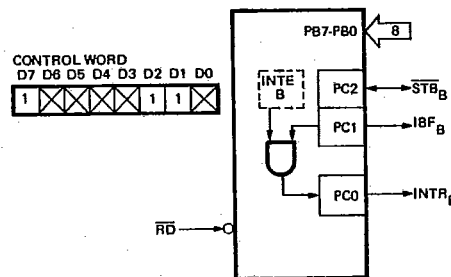 PB7-PB0
8
CONTROL WORD
D7 D6 D5 D4 D3 D2 D1 D0
1 1 1
INTE
B
PC2
STB_B
PC1
IBF_B
PC0
INTR_B
RD